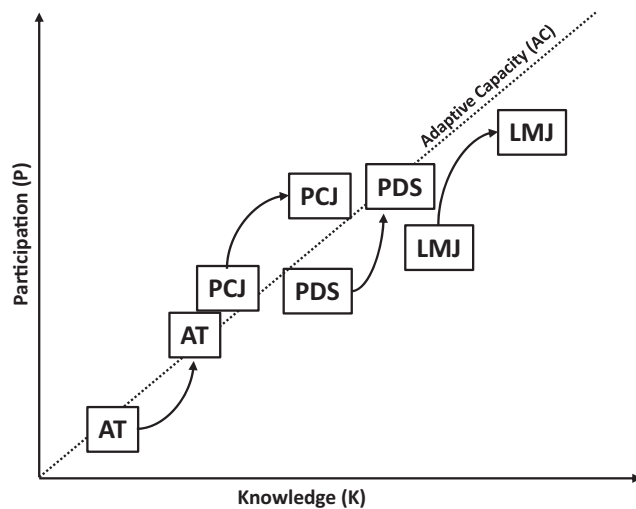 Adaptive Capacity (AC)
LMJ
PDS
PCJ
LMJ
PCJ
PDS
AT
AT
Participation (P)
Knowledge (K)